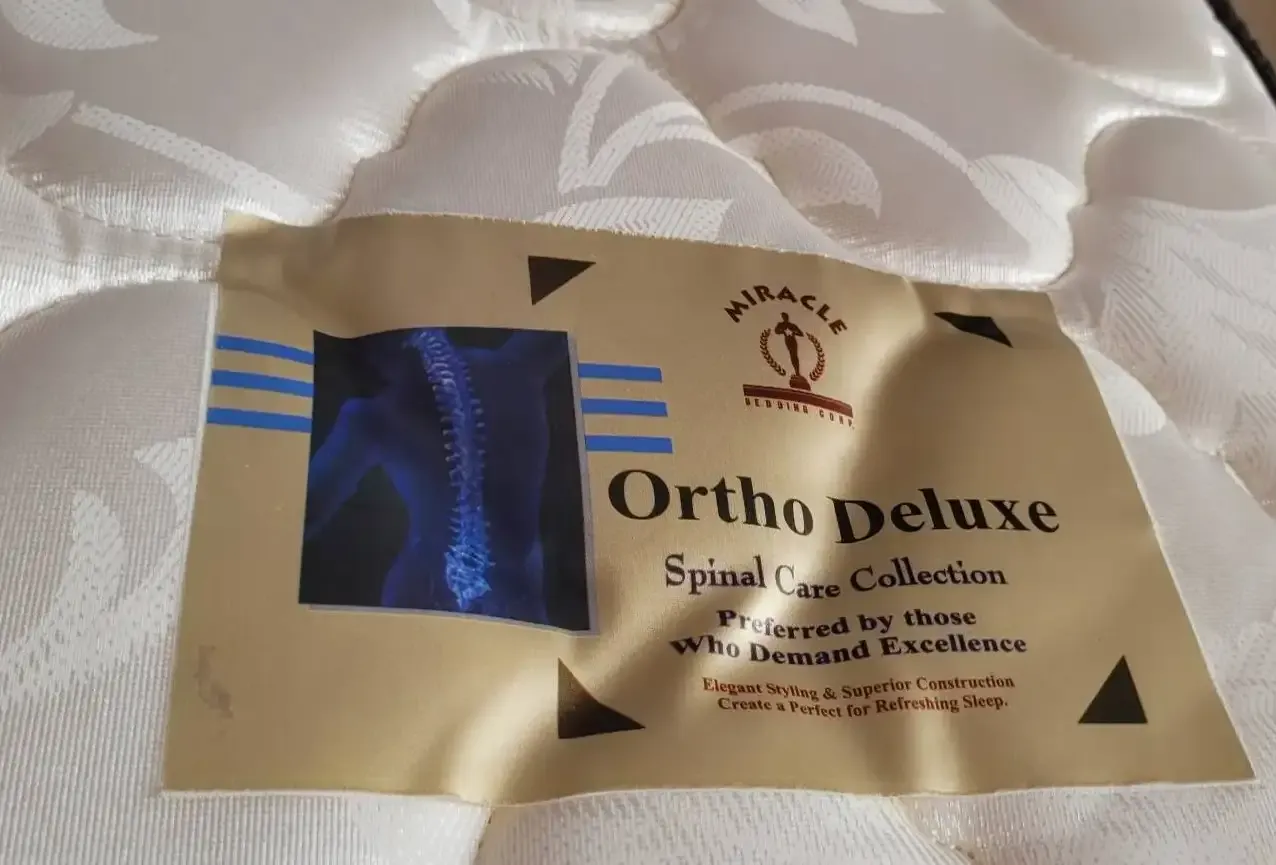 MIRACLE
BEDDING CORP.
Ortho Deluxe
Spinal Care Collection
Preferred by those
Who Demand Excellence
Elegant Styling & Superior Construction
Create a Perfect for Refreshing Sleep.